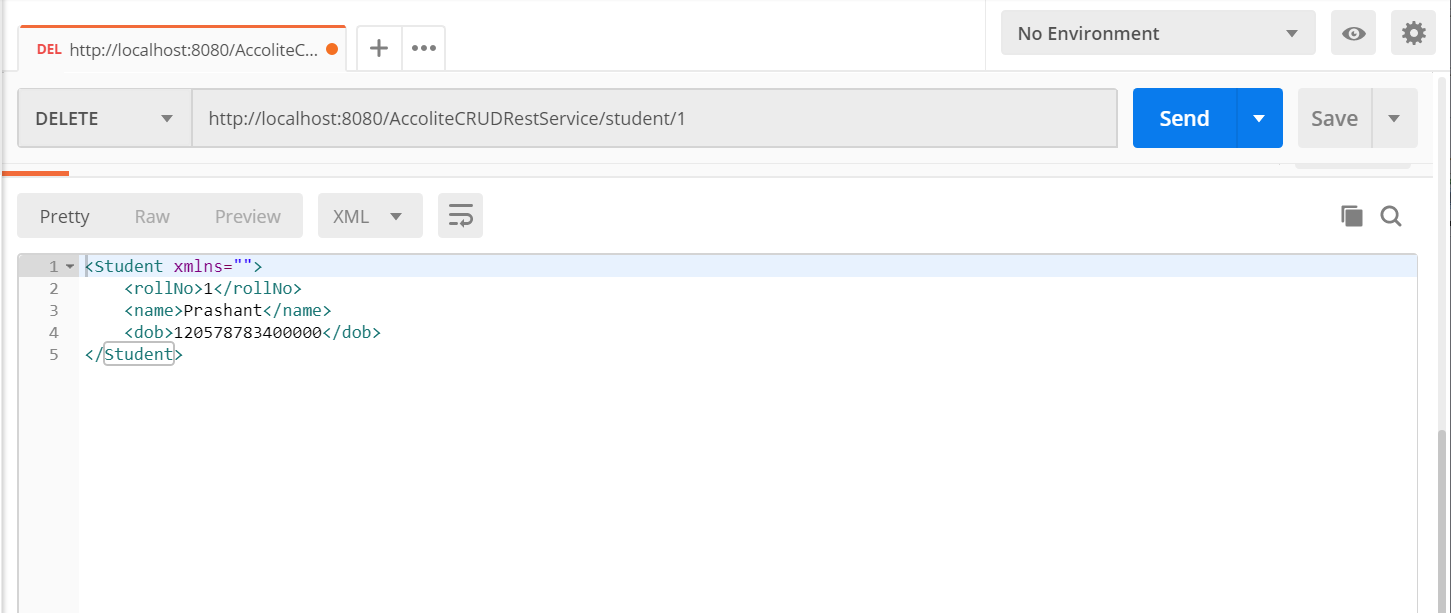 DEL http://localhost:8080/AccoliteC...
No Environment
DELETE http://localhost:8080/AccoliteCRUDRestService/student/1 Send Save
Pretty Raw Preview XML
1 <Student xmlns="">
2 <rollNo>1</rollNo>
3 <name>Prashant</name>
4 <dob>120578783400000</dob>
5 </Student>